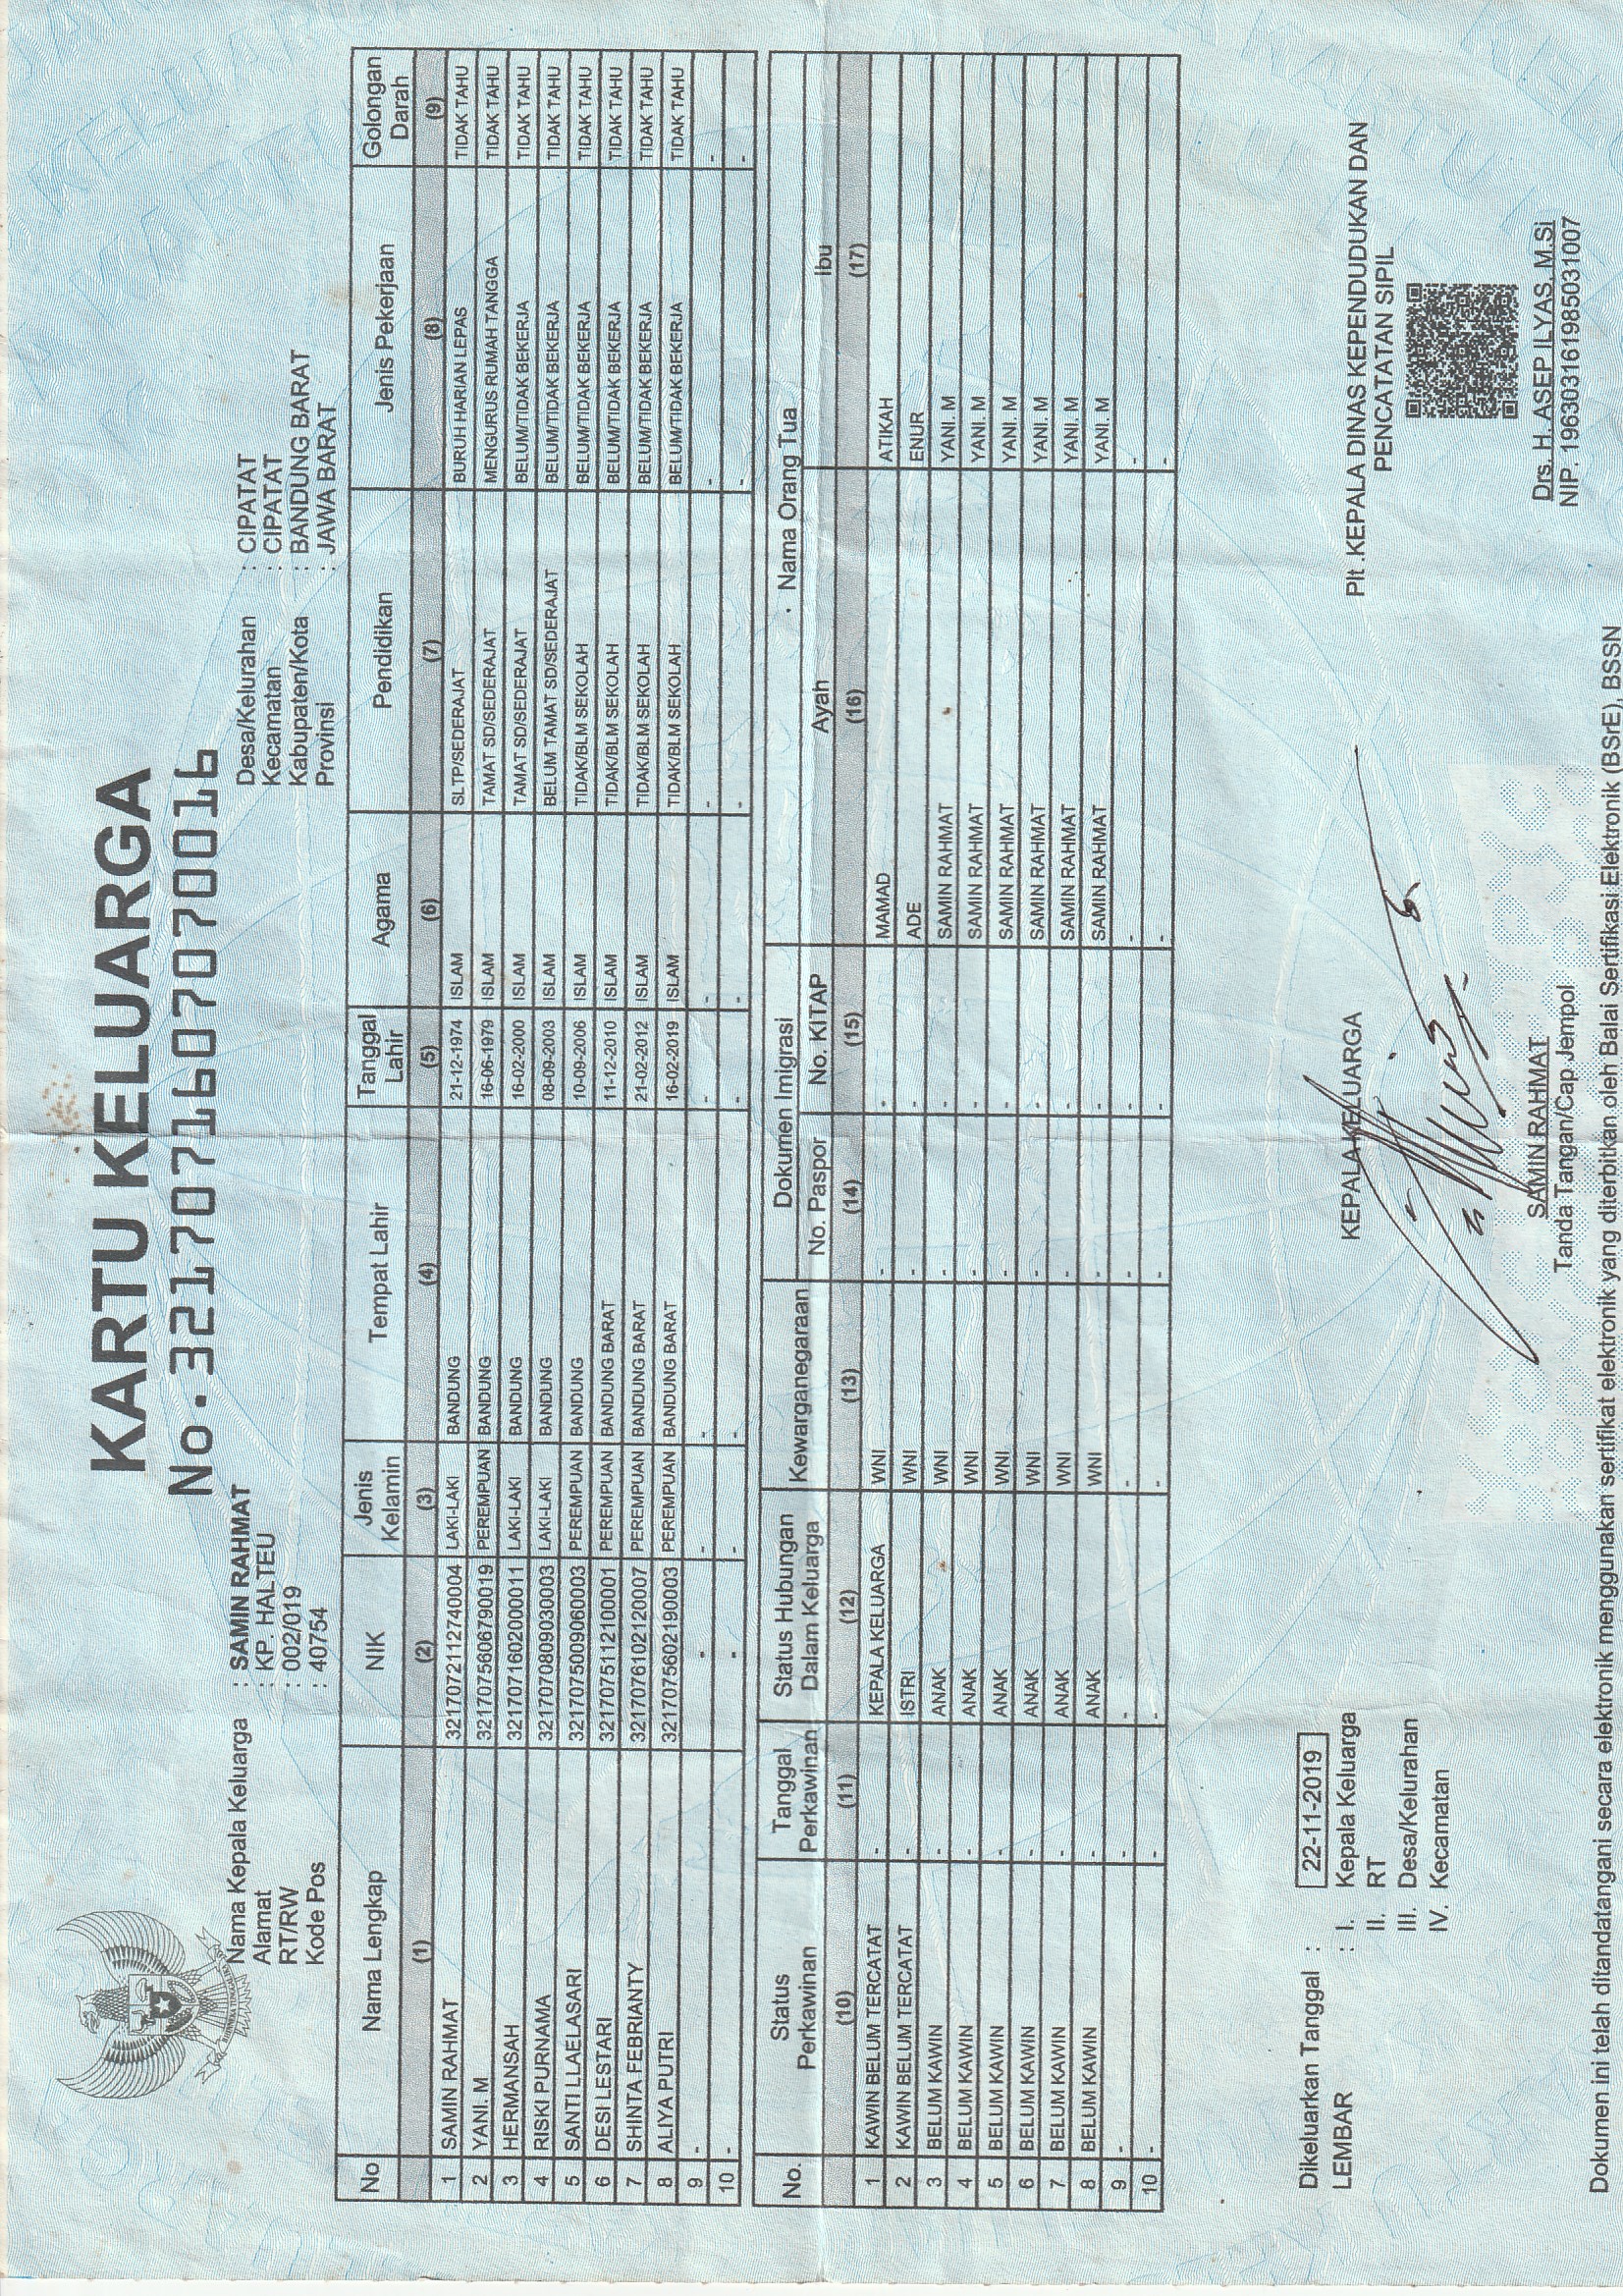 KARTU KELUARGA
No. 3217071607070016
Nama Kepala Keluarga : SAMIN RAHMAT
Alamat : KP. HALTEU
RT/RW : 002/019
Kode Pos : 40754
Desa/Kelurahan : CIPATAT
Kecamatan : CIPATAT
Kabupaten/Kota : BANDUNG BARAT
Provinsi : JAWA BARAT
No Nama Lengkap NIK Jenis Kelamin Tempat Lahir Tanggal Lahir Agama Pendidikan Jenis Pekerjaan Golongan Darah
(1) (2) (3) (4) (5) (6) (7) (8) (9)
1 SAMIN RAHMAT 3217072112740004 LAKI-LAKI BANDUNG 21-12-1974 ISLAM SLTP/SEDERAJAT BURUH HARIAN LEPAS TIDAK TAHU
2 YANI. M 3217075606790019 PEREMPUAN BANDUNG 16-06-1979 ISLAM TAMAT SD/SEDERAJAT MENGURUS RUMAH TANGGA TIDAK TAHU
3 HERMANSAH 3217071602000011 LAKI-LAKI BANDUNG 16-02-2000 ISLAM TAMAT SD/SEDERAJAT BELUM/TIDAK BEKERJA TIDAK TAHU
4 RISKI PURNAMA 3217070809030003 LAKI-LAKI BANDUNG 08-09-2003 ISLAM BELUM TAMAT SD/SEDERAJAT BELUM/TIDAK BEKERJA TIDAK TAHU
5 SANTI LLAELASARI 3217075009060003 PEREMPUAN BANDUNG 10-09-2006 ISLAM TIDAK/BLM SEKOLAH BELUM/TIDAK BEKERJA TIDAK TAHU
6 DESI LESTARI 3217075112100001 PEREMPUAN BANDUNG BARAT 11-12-2010 ISLAM TIDAK/BLM SEKOLAH BELUM/TIDAK BEKERJA TIDAK TAHU
7 SHINTA FEBRIANTY 3217076102120007 PEREMPUAN BANDUNG BARAT 21-02-2012 ISLAM TIDAK/BLM SEKOLAH BELUM/TIDAK BEKERJA TIDAK TAHU
8 ALIYA PUTRI 3217075602190003 PEREMPUAN BANDUNG BARAT 16-02-2019 ISLAM TIDAK/BLM SEKOLAH BELUM/TIDAK BEKERJA TIDAK TAHU
9 - - - - - - - - -
10 - - - - - - - - -
No. Status Perkawinan Tanggal Perkawinan Status Hubungan Dalam Keluarga Kewarganegaraan Dokumen Imigrasi Nama Orang Tua
No. Paspor No. KITAP Ayah Ibu
(10) (11) (12) (13) (14) (15) (16) (17)
1 KAWIN BELUM TERCATAT - KEPALA KELUARGA WNI - - MAMAD ATIKAH
2 KAWIN BELUM TERCATAT - ISTRI WNI - - ADE ENUR
3 BELUM KAWIN - ANAK WNI - - SAMIN RAHMAT YANI. M
4 BELUM KAWIN - ANAK WNI - - SAMIN RAHMAT YANI. M
5 BELUM KAWIN - ANAK WNI - - SAMIN RAHMAT YANI. M
6 BELUM KAWIN - ANAK WNI - - SAMIN RAHMAT YANI. M
7 BELUM KAWIN - ANAK WNI - - SAMIN RAHMAT YANI. M
8 BELUM KAWIN - ANAK WNI - - SAMIN RAHMAT YANI. M
9 - - - - - - - -
10 - - - - - - - -
Dikeluarkan Tanggal : 22-11-2019
LEMBAR : I. Kepala Keluarga
II. RT
III. Desa/Kelurahan
IV. Kecamatan
KEPALA KELUARGA
SAMIN RAHMAT
Tanda Tangan/Cap Jempol
Plt .KEPALA DINAS KEPENDUDUKAN DAN
PENCATATAN SIPIL
Drs. H. ASEP ILYAS. M.Si
NIP. 196303161985031007
Dokumen ini telah ditandatangani secara elektronik menggunakan sertifikat elektronik yang diterbitkan oleh Balai Sertifikasi Elektronik (BSrE), BSSN